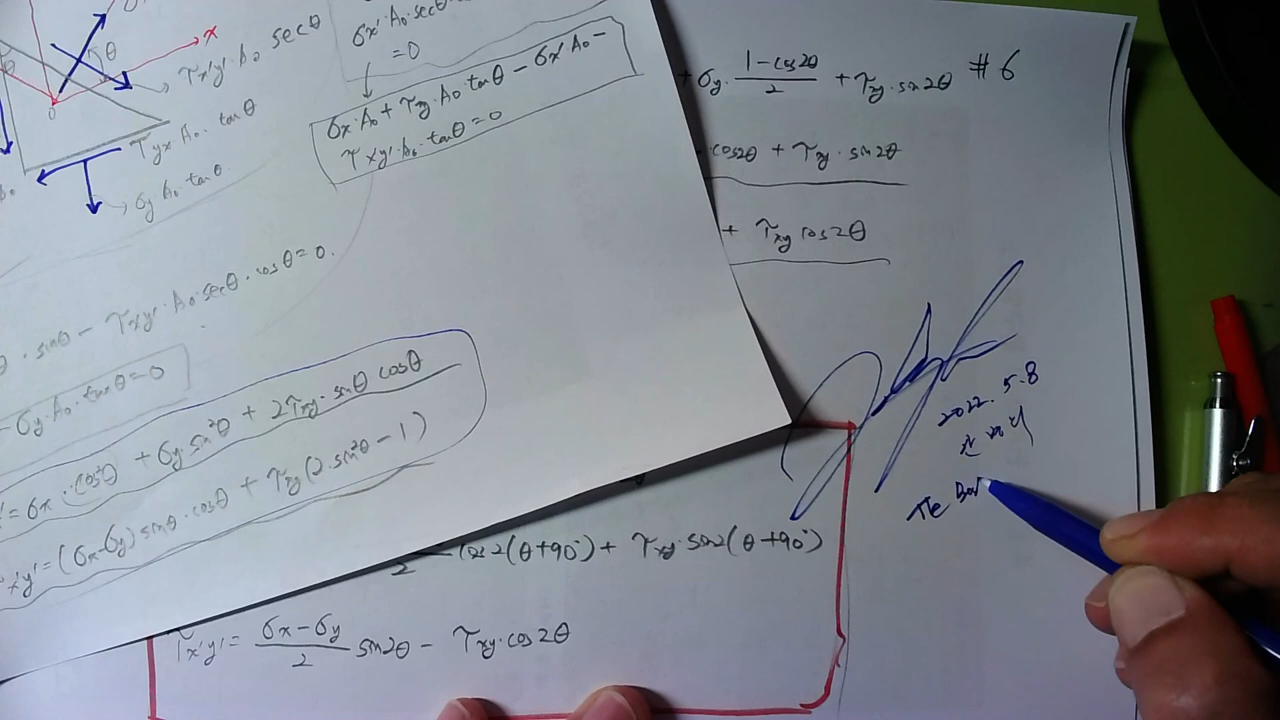 x
θ
0
τx'y' A₀ secθ
τyx A₀ · tanθ
σy A₀ tanθ
σx' A₀ · secθ
=0
σx · A₀ + τxy · A₀ tanθ − σx' A₀ −
τx'y' · A₀ · tanθ = 0
· sinθ − τx'y' · A₀ · secθ · cosθ = 0.
− σy · A₀ · tanθ = 0
' = σx · cos²θ + σy · sin²θ + 2τxy · sinθ cosθ
x'y' = (σx − σy) sinθ · cosθ + τxy (2 · sin²θ − 1)
+ σy · (1 − cos2θ)/2 + τxy · sin2θ #6
· cos2θ + τxy · sin2θ
+ τxy cos2θ
2022. 5. 8
2 cos2(θ+90°) + τxy · sin2(θ+90°)
τx'y' = (σx − σy)/2 sin2θ − τxy · cos2θ